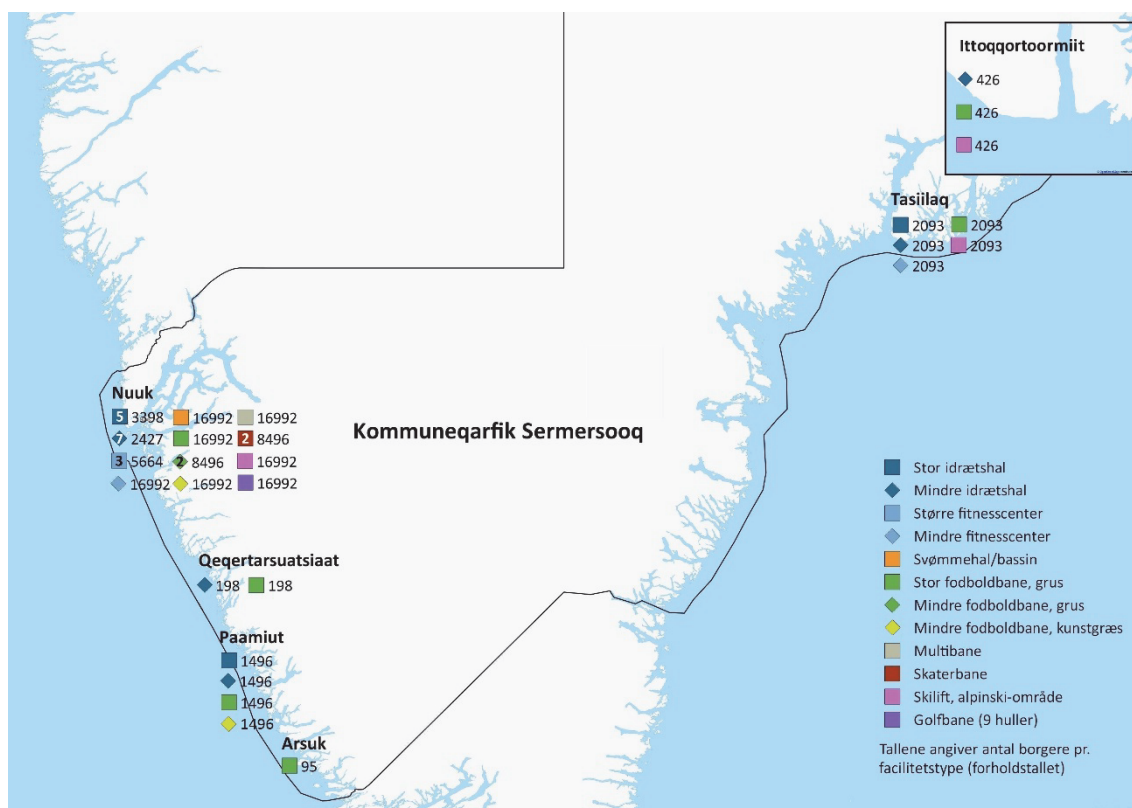 Ittoqqortoormiit
426
426
426
Tasiilaq
2093 2093
2093 2093
2093
Nuuk
5 3398 16992 16992
7 2427 16992 2 8496
3 5664 2 8496 16992
16992 16992 16992
Kommuneqarfik Sermersooq
Qeqertarsuatsiaat
198 198
Paamiut
1496
1496
1496
1496
Arsuk
95
Stor idrætshal
Mindre idrætshal
Større fitnesscenter
Mindre fitnesscenter
Svømmehal/bassin
Stor fodboldbane, grus
Mindre fodboldbane, grus
Mindre fodboldbane, kunstgræs
Multibane
Skaterbane
Skilift, alpinski-område
Golfbane (9 huller)
Tallene angiver antal borgere pr.
facilitetstype (forholdstallet)